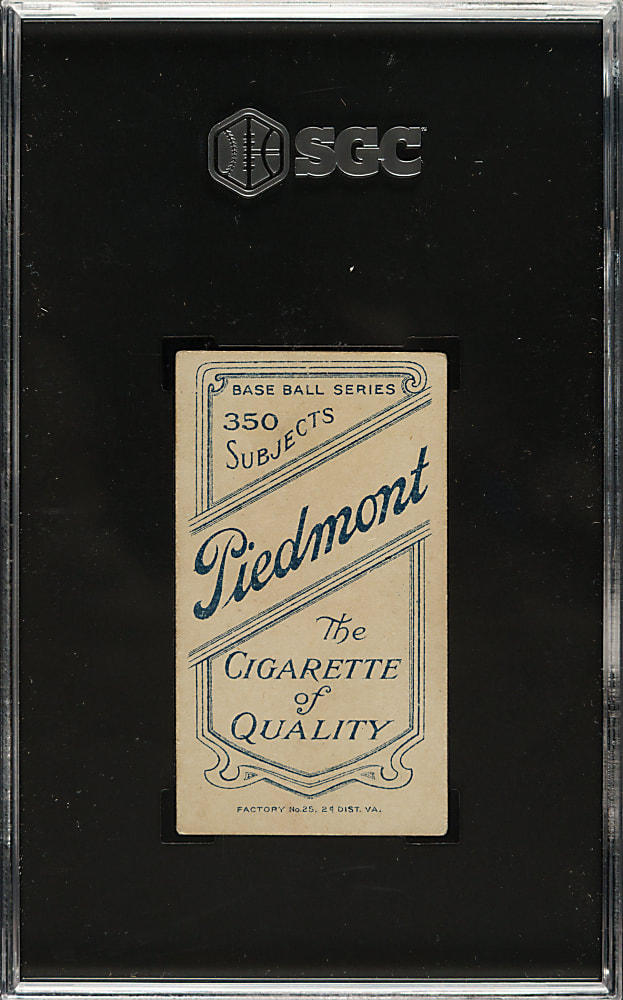 SGC
BASE BALL SERIES
350
SUBJECTS
Piedmont
The
CIGARETTE
of
QUALITY
FACTORY No. 25, 2d DIST. VA.